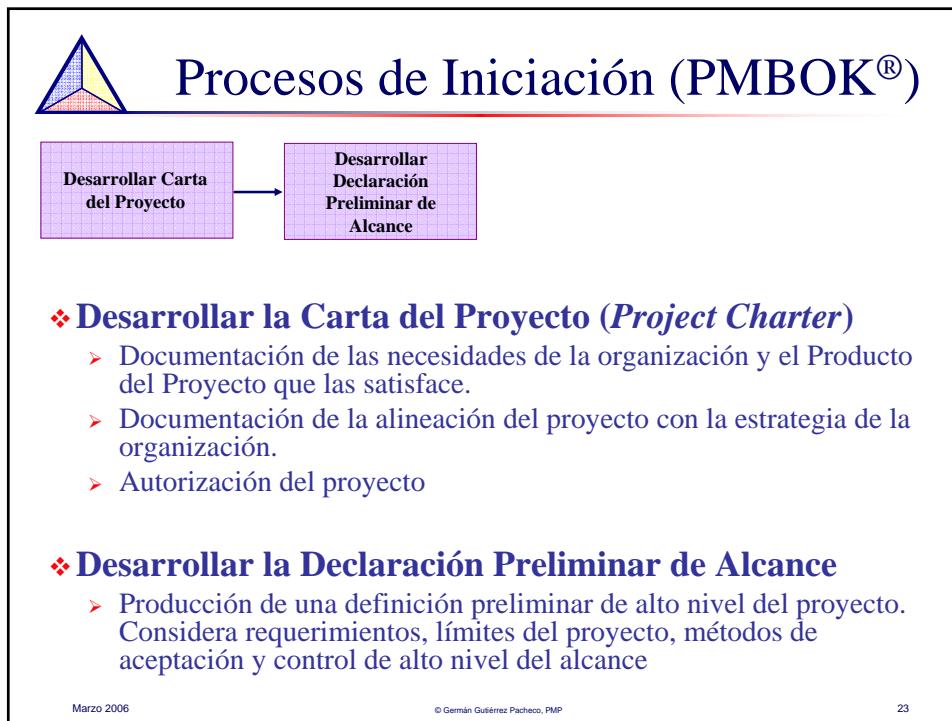 Procesos de Iniciación (PMBOK®)
Desarrollar Carta
del Proyecto
Desarrollar
Declaración
Preliminar de
Alcance
Desarrollar la Carta del Proyecto (Project Charter)
Documentación de las necesidades de la organización y el Producto
del Proyecto que las satisface.
Documentación de la alineación del proyecto con la estrategia de la
organización.
Autorización del proyecto
Desarrollar la Declaración Preliminar de Alcance
Producción de una definición preliminar de alto nivel del proyecto.
Considera requerimientos, límites del proyecto, métodos de
aceptación y control de alto nivel del alcance
Marzo 2006
© Germán Gutiérrez Pacheco, PMP
23